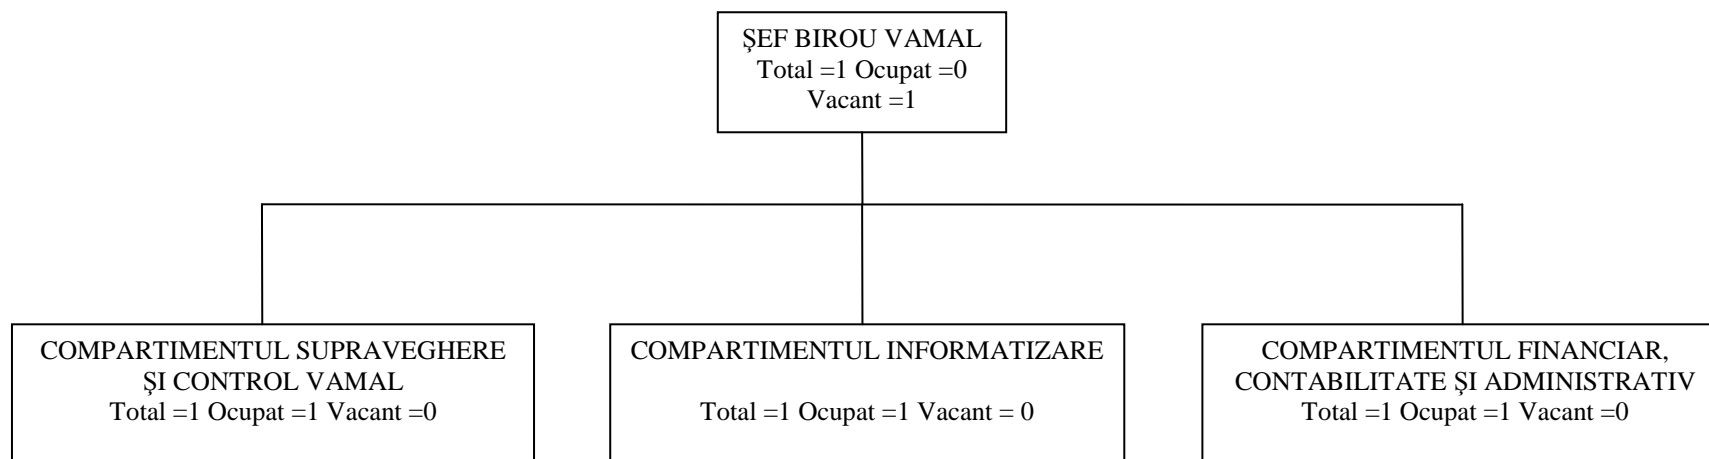 ŞEF BIROU VAMAL
Total =1 Ocupat =0
Vacant =1
COMPARTIMENTUL SUPRAVEGHERE
ŞI CONTROL VAMAL
Total =1 Ocupat =1 Vacant =0
COMPARTIMENTUL INFORMATIZARE
Total =1 Ocupat =1 Vacant = 0
COMPARTIMENTUL FINANCIAR,
CONTABILITATE ŞI ADMINISTRATIV
Total =1 Ocupat =1 Vacant =0